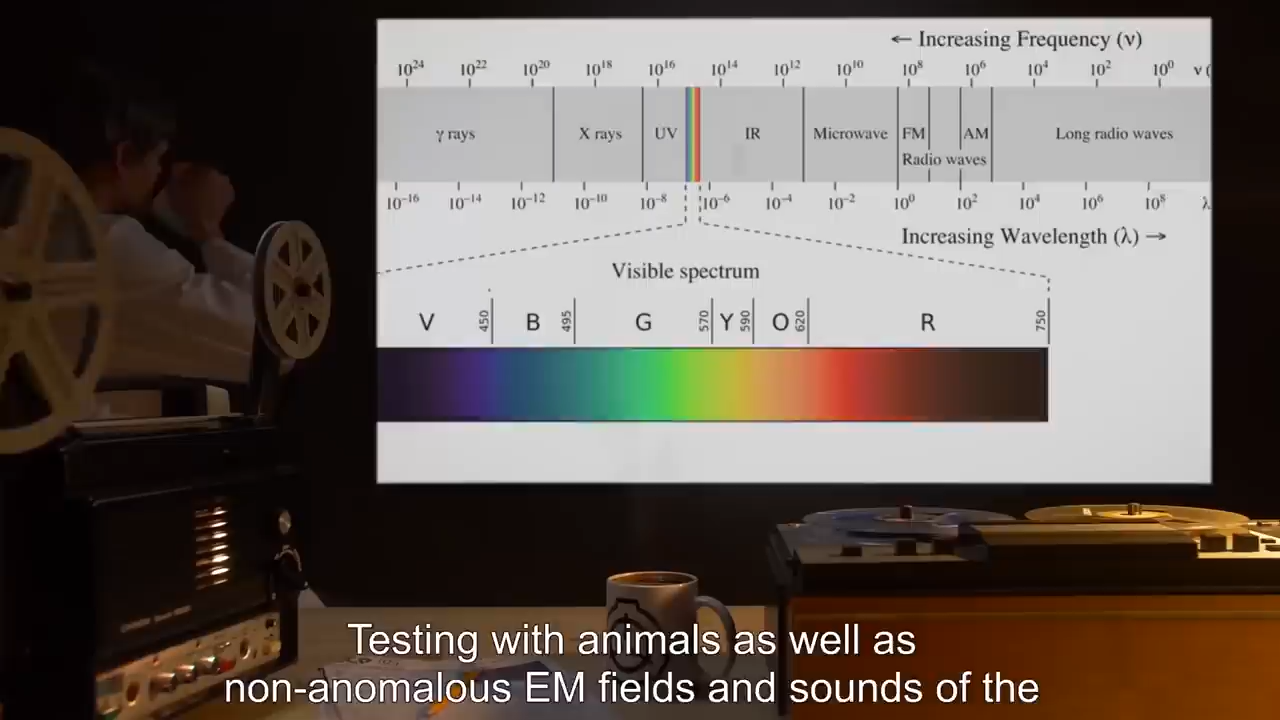 ← Increasing Frequency (ν)
10²⁴ 10²² 10²⁰ 10¹⁸ 10¹⁶ 10¹⁴ 10¹² 10¹⁰ 10⁸ 10⁶ 10⁴ 10² 10⁰ ν (
γ rays X rays UV IR Microwave FM AM Long radio waves
Radio waves
10⁻¹⁶ 10⁻¹⁴ 10⁻¹² 10⁻¹⁰ 10⁻⁸ 10⁻⁶ 10⁻⁴ 10⁻² 10⁰ 10² 10⁴ 10⁶ 10⁸ λ
Increasing Wavelength (λ) →
Visible spectrum
V 450 B 495 G 570 Y 590 O 620 R 750
Testing with animals as well as
non-anomalous EM fields and sounds of the